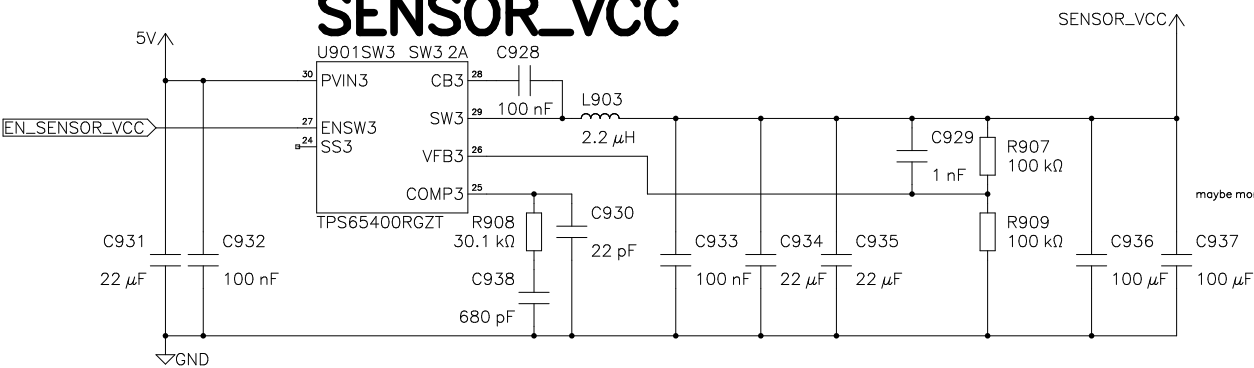 SENSOR_VCC
SENSOR_VCC
5V
U901SW3 SW3 2A
C928
30 PVIN3
CB3 28
100 nF
L903
EN_SENSOR_VCC
27 ENSW3
SW3 29
2.2 μH
24 SS3
C929
R907
100 kΩ
VFB3 26
1 nF
COMP3 25
maybe mo
TPS65400RGZT
R908
30.1 kΩ
C930
R909
100 kΩ
C931
C932
22 pF
C933
C934
C935
C936
C937
22 μF
100 nF
C938
100 nF
22 μF
22 μF
100 μF
100 μF
680 pF
GND